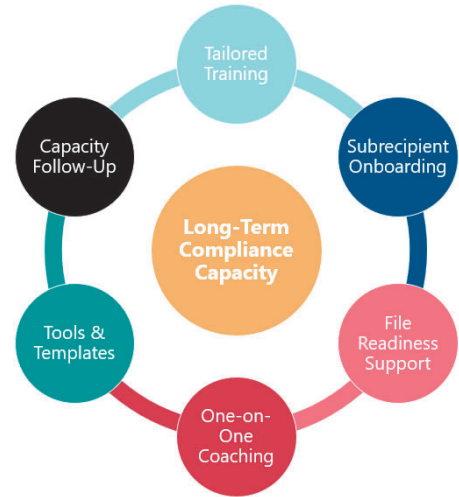 Tailored
Training
Subrecipient
Onboarding
File
Readiness
Support
One-on-
One
Coaching
Tools &
Templates
Capacity
Follow-Up
Long-Term
Compliance
Capacity